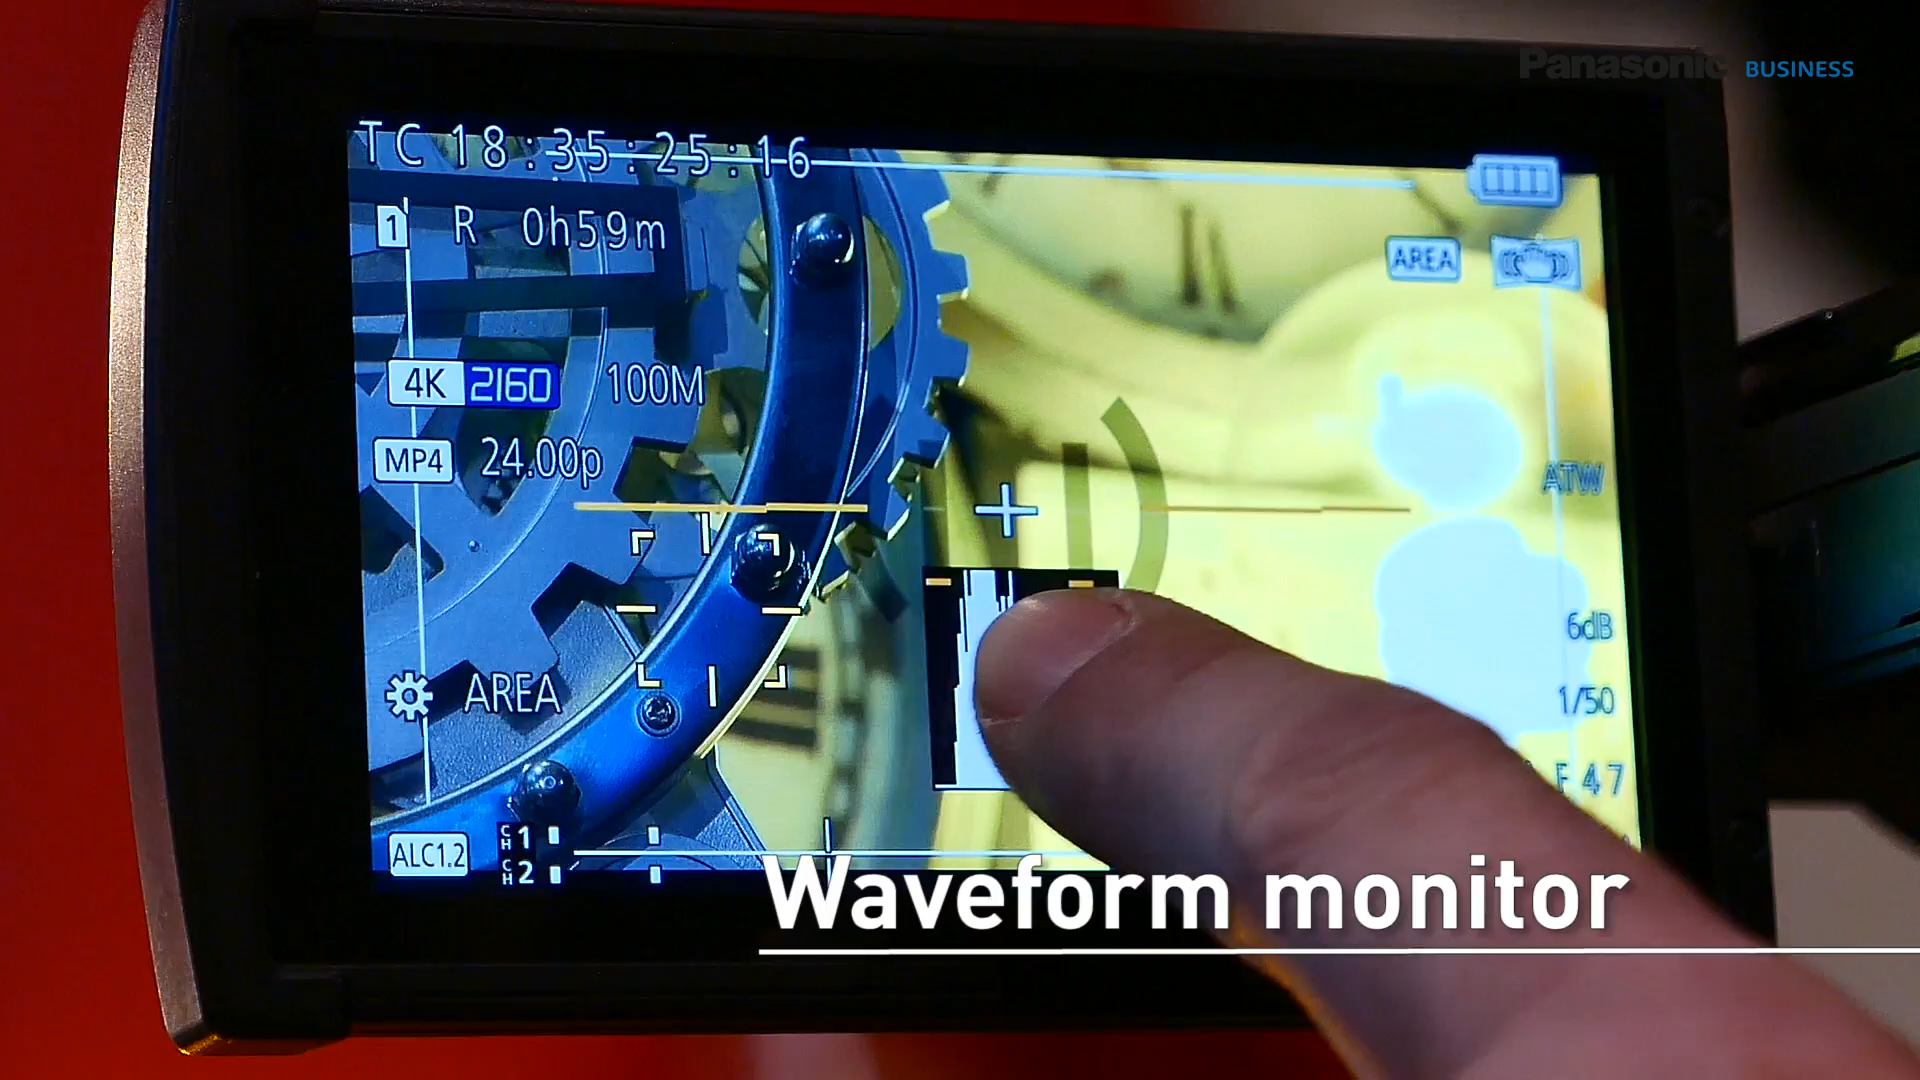 Panasonic BUSINESS
TC 18:35:25:16
1 R 0h59m
AREA
4K 2160 100M
MP4 24.00p
ATW
6dB
1/50
AREA
F 4 7
ALC1.2
CH1
CH2
Waveform monitor